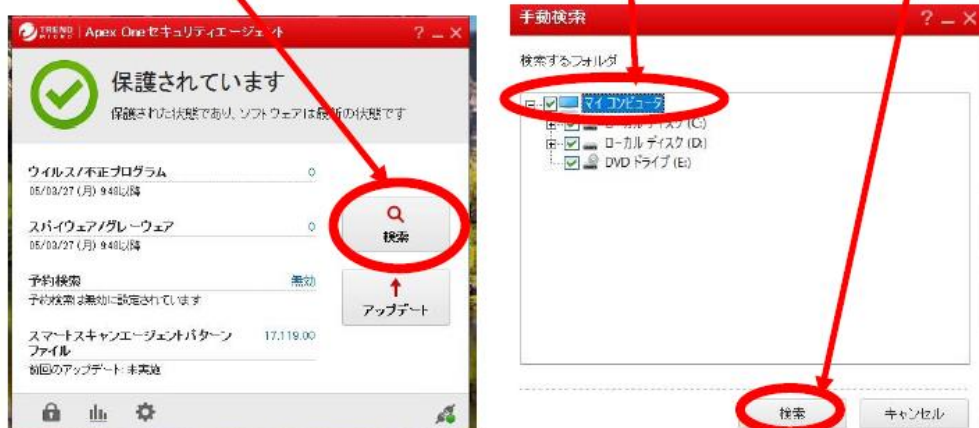 TREND MICRO | Apex One セキュリティエージェント
保護されています
保護された状態であり、ソフトウェアは最新の状態です
ウイルス/不正プログラム 0
05/03/27 (月) 9:48以降
スパイウェア/グレーウェア 0
05/03/27 (月) 9:48以降
検索
予約検索 無効
予約検索は無効に設定されています
アップデート
スマートスキャンエージェントパターン 17.119.00
ファイル
前回のアップデート: 未実施
手動検索
検索するフォルダ
マイ コンピュータ
ローカル ディスク (C:)
ローカル ディスク (D:)
DVD ドライブ (E:)
検索 キャンセル